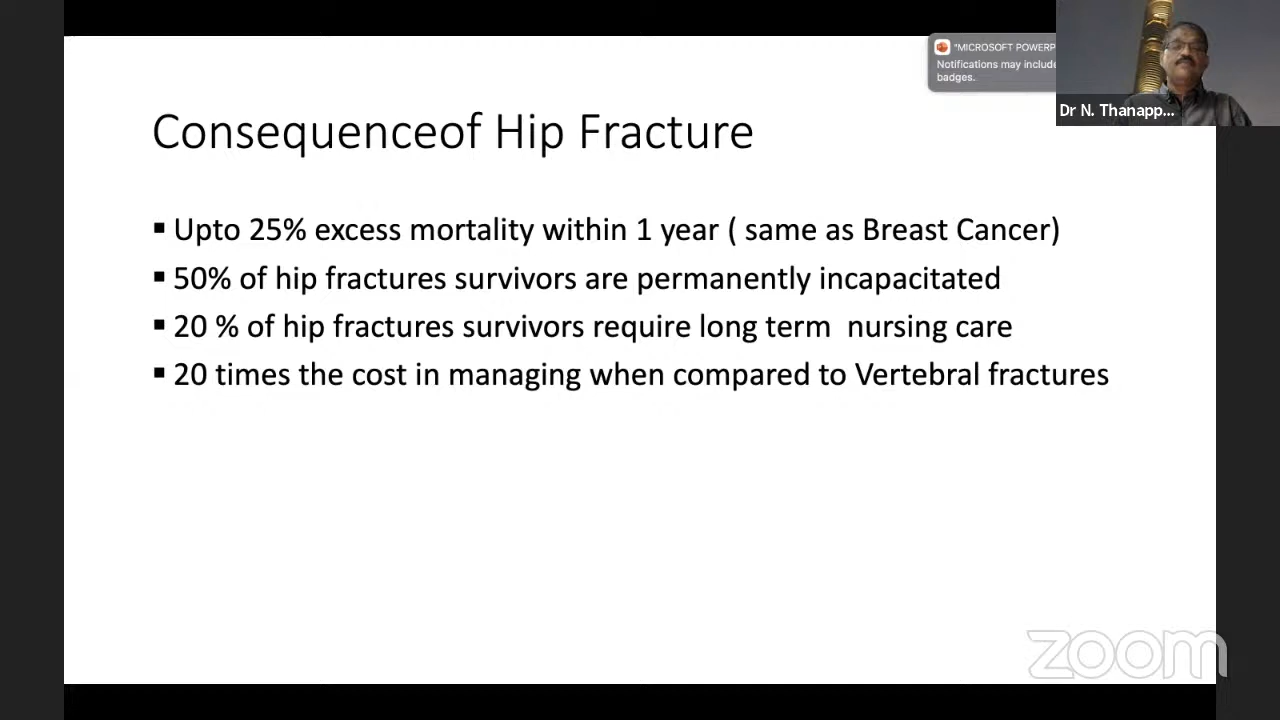 "MICROSOFT POWERP
Notifications may include
badges.
Dr N. Thanapp...
Consequenceof Hip Fracture
▪ Upto 25% excess mortality within 1 year ( same as Breast Cancer)
▪ 50% of hip fractures survivors are permanently incapacitated
▪ 20 % of hip fractures survivors require long term  nursing care
▪ 20 times the cost in managing when compared to Vertebral fractures
zoom